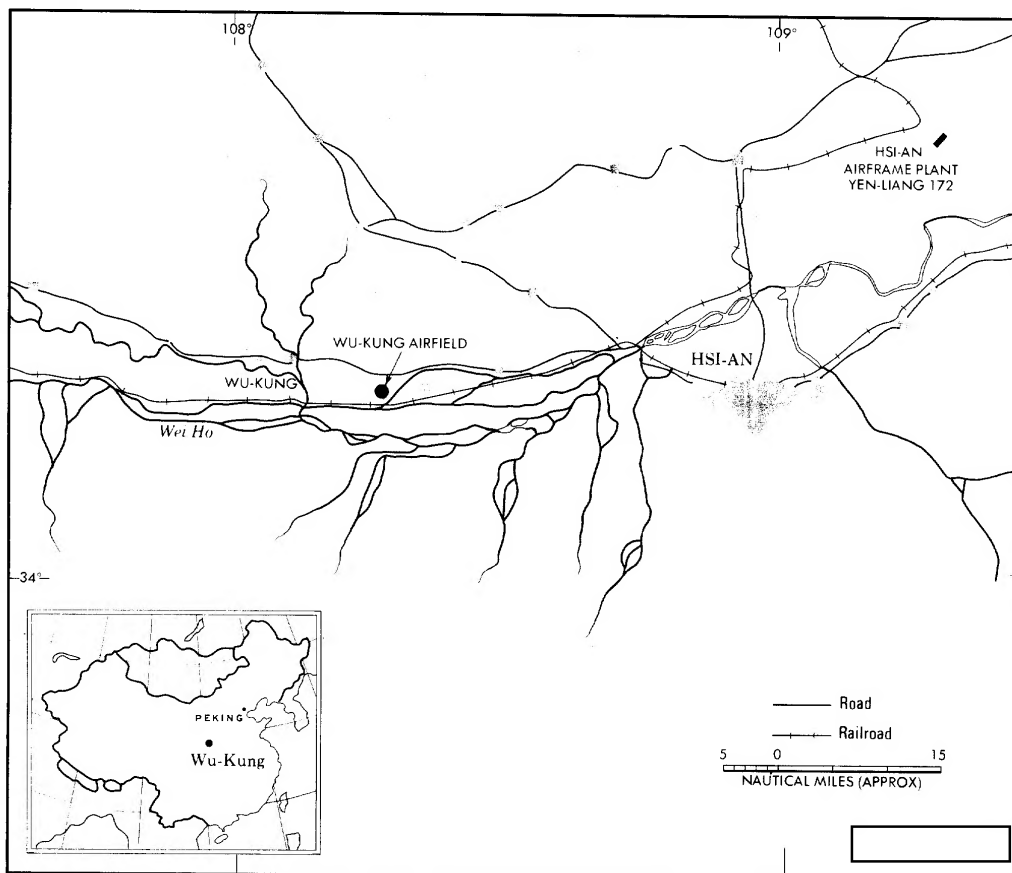 108°
109°
HSI-AN
AIRFRAME PLANT
YEN-LIANG 172
WU-KUNG AIRFIELD
HSI-AN
WU-KUNG
Wei Ho
34°
PEKING
Wu-Kung
Road
Railroad
5 0 15
NAUTICAL MILES (APPROX)